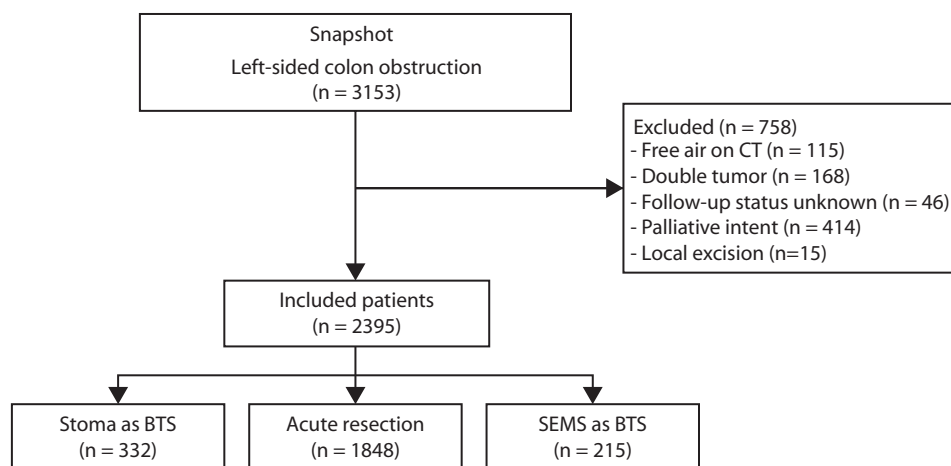 Snapshot
Left-sided colon obstruction
(n = 3153)
Excluded (n = 758)
- Free air on CT (n = 115)
- Double tumor (n = 168)
- Follow-up status unknown (n = 46)
- Palliative intent (n = 414)
- Local excision (n=15)
Included patients
(n = 2395)
Stoma as BTS
(n = 332)
Acute resection
(n = 1848)
SEMS as BTS
(n = 215)